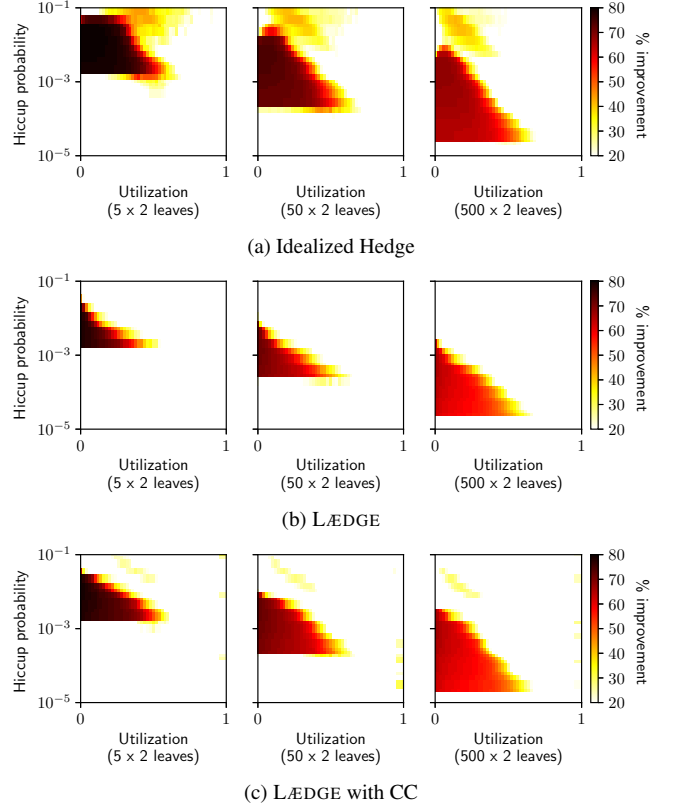 Hiccup probability
10⁻¹
10⁻³
10⁻⁵
0 1
0 1
0 1
Utilization
(5 x 2 leaves)
Utilization
(50 x 2 leaves)
Utilization
(500 x 2 leaves)
80
70
60
50
40
30
20
% improvement
(a) Idealized Hedge
Hiccup probability
10⁻¹
10⁻³
10⁻⁵
0 1
0 1
0 1
Utilization
(5 x 2 leaves)
Utilization
(50 x 2 leaves)
Utilization
(500 x 2 leaves)
80
70
60
50
40
30
20
% improvement
(b) LÆDGE
Hiccup probability
10⁻¹
10⁻³
10⁻⁵
0 1
0 1
0 1
Utilization
(5 x 2 leaves)
Utilization
(50 x 2 leaves)
Utilization
(500 x 2 leaves)
80
70
60
50
40
30
20
% improvement
(c) LÆDGE with CC